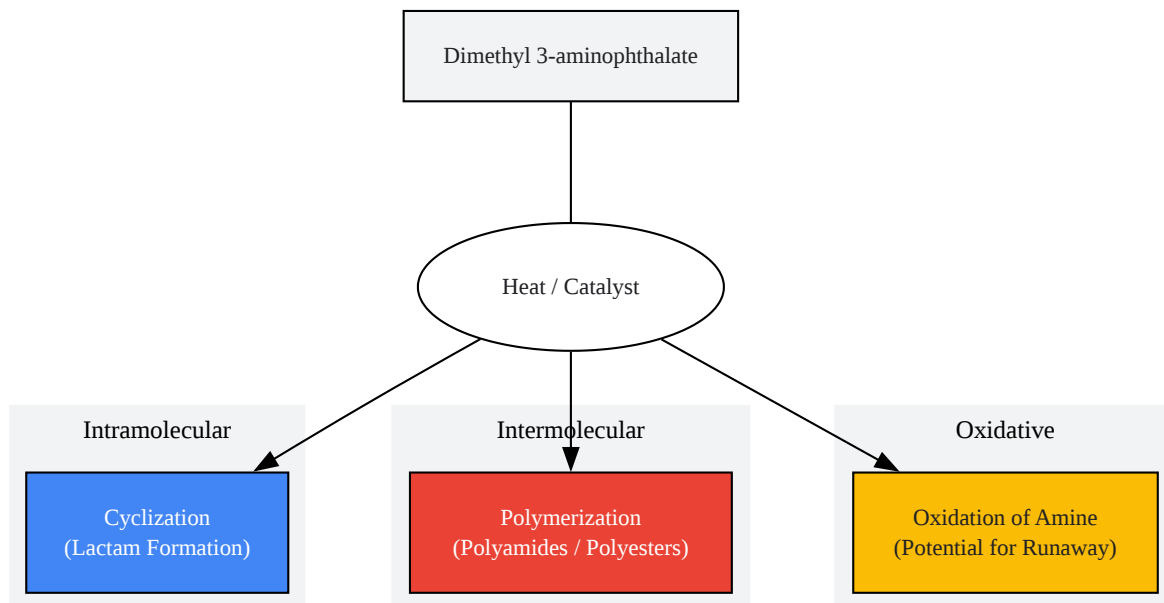 Dimethyl 3-aminophthalate
Heat / Catalyst
Intramolecular
Intermolecular
Oxidative
Cyclization
(Lactam Formation)
Polymerization
(Polyamides / Polyesters)
Oxidation of Amine
(Potential for Runaway)